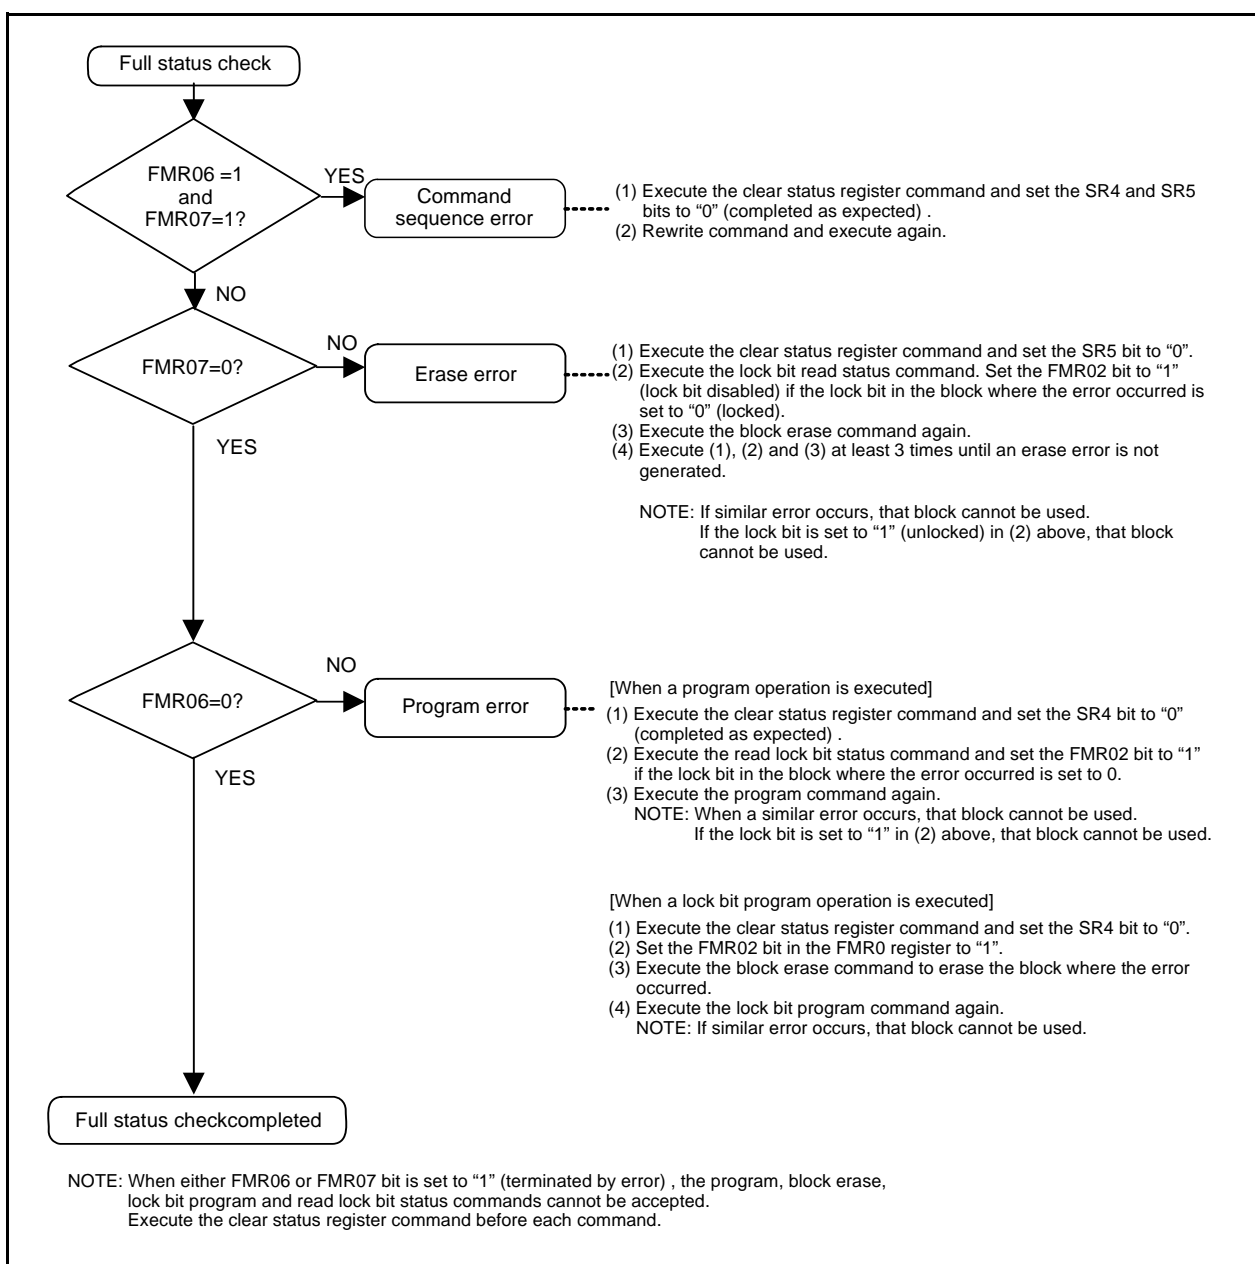 Full status check
FMR06 =1
and
FMR07=1?
YES
Command
sequence error
(1) Execute the clear status register command and set the SR4 and SR5
bits to “0” (completed as expected) .
(2) Rewrite command and execute again.
NO
FMR07=0?
NO
Erase error
(1) Execute the clear status register command and set the SR5 bit to “0”.
(2) Execute the lock bit read status command. Set the FMR02 bit to “1”
(lock bit disabled) if the lock bit in the block where the error occurred is
set to “0” (locked).
(3) Execute the block erase command again.
(4) Execute (1), (2) and (3) at least 3 times until an erase error is not
generated.
NOTE: If similar error occurs, that block cannot be used.
If the lock bit is set to “1” (unlocked) in (2) above, that block
cannot be used.
YES
FMR06=0?
NO
Program error
[When a program operation is executed]
(1) Execute the clear status register command and set the SR4 bit to “0”
(completed as expected) .
(2) Execute the read lock bit status command and set the FMR02 bit to “1”
if the lock bit in the block where the error occurred is set to 0.
(3) Execute the program command again.
NOTE: When a similar error occurs, that block cannot be used.
If the lock bit is set to “1” in (2) above, that block cannot be used.
YES
[When a lock bit program operation is executed]
(1) Execute the clear status register command and set the SR4 bit to “0”.
(2) Set the FMR02 bit in the FMR0 register to “1”.
(3) Execute the block erase command to erase the block where the error
occurred.
(4) Execute the lock bit program command again.
NOTE: If similar error occurs, that block cannot be used.
Full status checkcompleted
NOTE: When either FMR06 or FMR07 bit is set to “1” (terminated by error) , the program, block erase,
lock bit program and read lock bit status commands cannot be accepted.
Execute the clear status register command before each command.